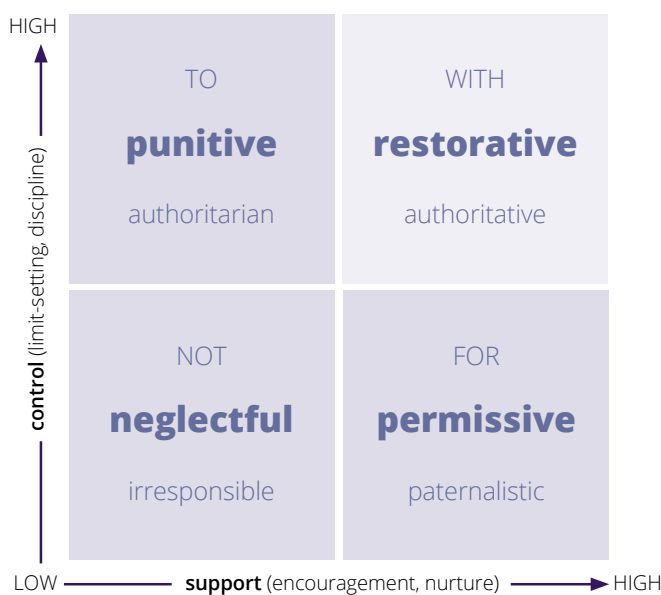 HIGH
control (limit-setting, discipline)
TO
punitive
authoritarian
WITH
restorative
authoritative
NOT
neglectful
irresponsible
FOR
permissive
paternalistic
LOW
support (encouragement, nurture)
HIGH